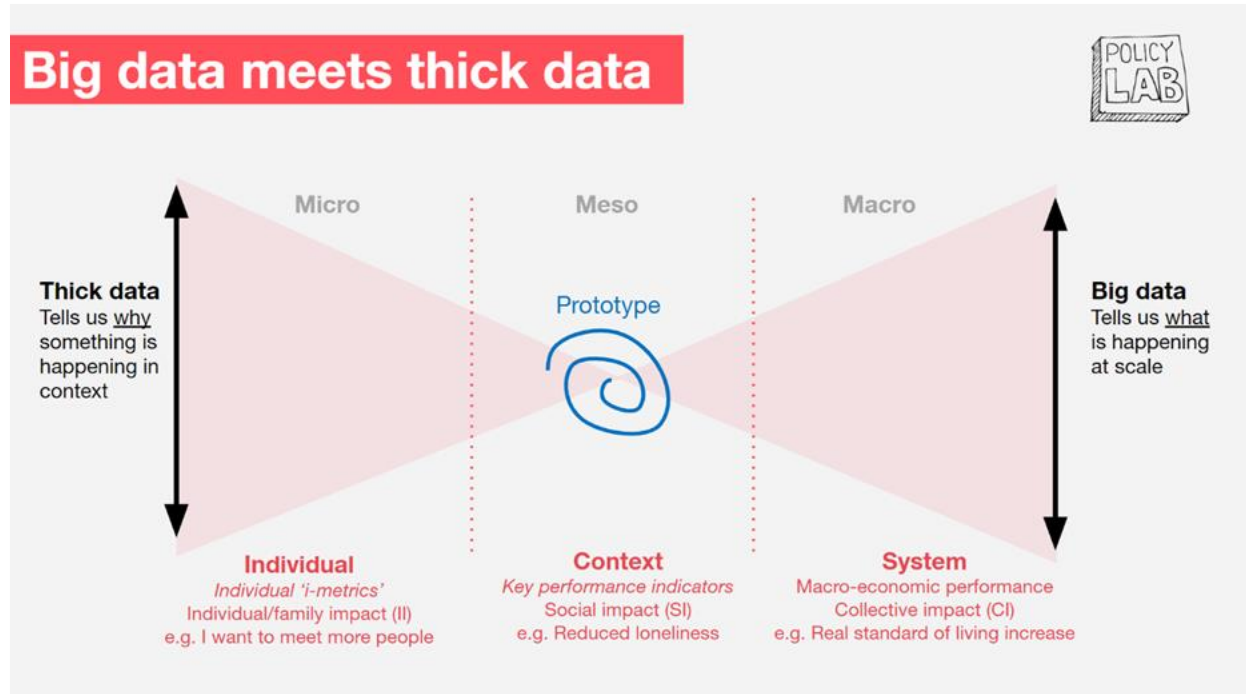 Big data meets thick data
POLICY
LAB
Micro
Meso
Macro
Thick data
Tells us why
something is
happening in
context
Prototype
Big data
Tells us what
is happening
at scale
Individual
Individual ‘i-metrics’
Individual/family impact (II)
e.g. I want to meet more people
Context
Key performance indicators
Social impact (SI)
e.g. Reduced loneliness
System
Macro-economic performance
Collective impact (CI)
e.g. Real standard of living increase